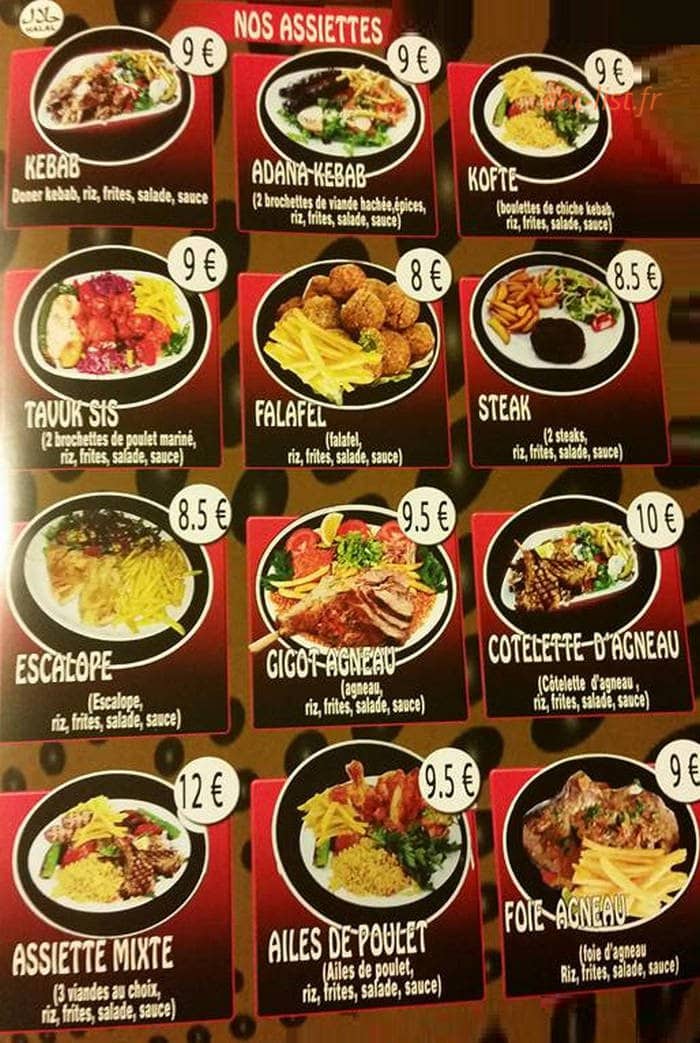 حلال
HALAL
NOS ASSIETTES
9 €
KEBAB
Doner kebab, riz, frites, salade, sauce
9 €
ADANA KEBAB
(2 brochettes de viande hachée,épices,
riz, frites, salade, sauce)
9 €
list.fr
KOFTE
(boulettes de chiche kebab,
riz, frites, salade, sauce)
9 €
TAVUK SIS
(2 brochettes de poulet mariné,
riz, frites, salade, sauce)
8 €
FALAFEL
(falafel,
riz, frites, salade, sauce)
8.5 €
STEAK
(2 steaks,
riz, frites, salade, sauce)
8.5 €
ESCALOPE
(Escalope,
riz, frites, salade, sauce)
9.5 €
GIGOT AGNEAU
(agneau,
riz, frites, salade, sauce)
10 €
COTELETTE D'AGNEAU
(Côtelette d'agneau ,
riz, frites, salade, sauce)
12 €
ASSIETTE MIXTE
(3 viandes au choix,
riz, frites, salade, sauce)
9.5 €
AILES DE POULET
(Ailes de poulet,
riz, frites, salade, sauce)
9 €
FOIE AGNEAU
(foie d'agneau
Riz, frites, salade, sauce)